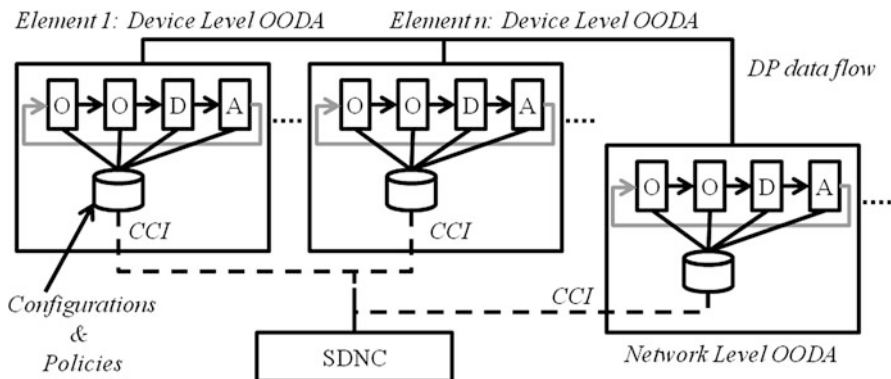 Element 1: Device Level OODA
Element n: Device Level OODA
DP data flow
O O D A
O O D A
O O D A
CCI
CCI
CCI
Configurations
&
Policies
SDNC
Network Level OODA